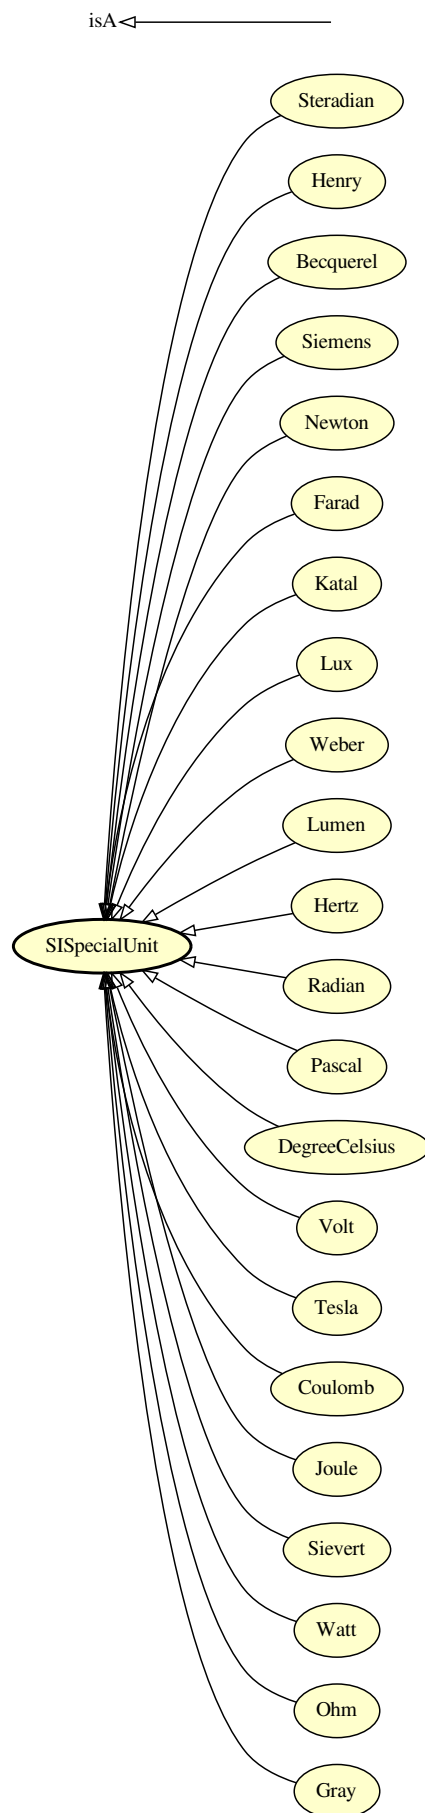 isA
Steradian
Henry
Becquerel
Siemens
Newton
Farad
Katal
Lux
Weber
Lumen
Hertz
SISpecialUnit
Radian
Pascal
DegreeCelsius
Volt
Tesla
Coulomb
Joule
Sievert
Watt
Ohm
Gray